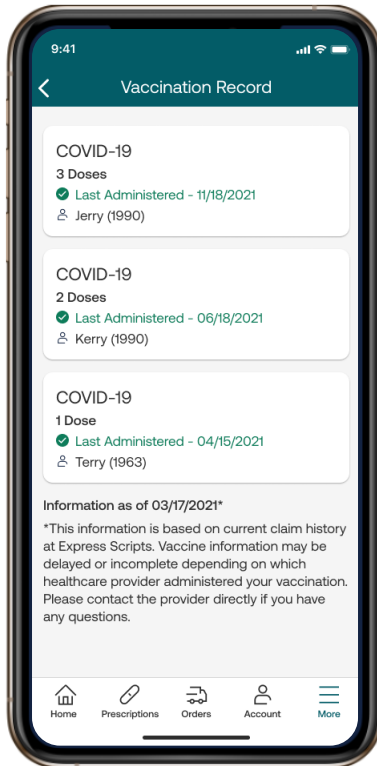 9:41
Vaccination Record
COVID-19
3 Doses
Last Administered - 11/18/2021
Jerry (1990)
COVID-19
2 Doses
Last Administered - 06/18/2021
Kerry (1990)
COVID-19
1 Dose
Last Administered - 04/15/2021
Terry (1963)
Information as of 03/17/2021*
*This information is based on current claim history
at Express Scripts. Vaccine information may be
delayed or incomplete depending on which
healthcare provider administered your vaccination.
Please contact the provider directly if you have
any questions.
Home Prescriptions Orders Account More